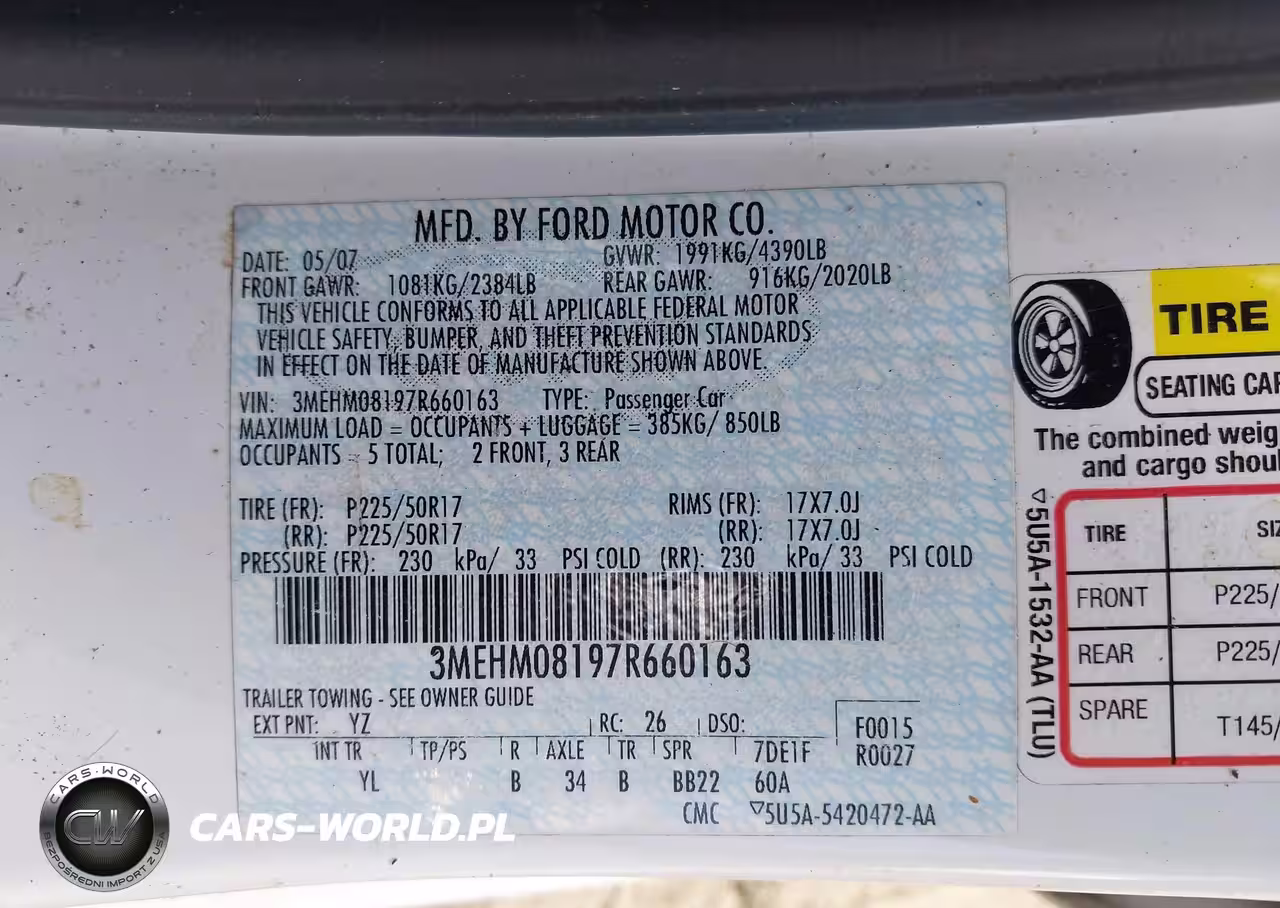 MFD. BY FORD MOTOR CO.
DATE: 05/07 GVWR: 1991KG/4390LB
FRONT GAWR: 1081KG/2384LB REAR GAWR: 916KG/2020LB
THIS VEHICLE CONFORMS TO ALL APPLICABLE FEDERAL MOTOR
VEHICLE SAFETY, BUMPER, AND THEFT PREVENTION STANDARDS
IN EFFECT ON THE DATE OF MANUFACTURE SHOWN ABOVE.
VIN: 3MEHM08197R660163 TYPE: Passenger Car
MAXIMUM LOAD = OCCUPANTS + LUGGAGE = 385KG/ 850LB
OCCUPANTS = 5 TOTAL; 2 FRONT, 3 REAR
TIRE (FR): P225/50R17 RIMS (FR): 17X7.0J
(RR): P225/50R17 (RR): 17X7.0J
PRESSURE (FR): 230 kPa/ 33 PSI COLD (RR): 230 kPa/ 33 PSI COLD
3MEHM08197R660163
TRAILER TOWING - SEE OWNER GUIDE
EXT PNT: YZ RC: 26 DSO: F0015
INT TR TP/PS R AXLE TR SPR 7DE1F R0027
YL B 34 B BB22 60A
CMC ▽5U5A-5420472-AA
TIRE
SEATING CAP
The combined weig
and cargo shoul
▽5U5A-1532-AA (TLU)
TIRE SIZ
FRONT P225/
REAR P225/
SPARE T145/
CARS-WORLD
CW
BEZPOŚREDNI IMPORT Z USA
CARS-WORLD.PL